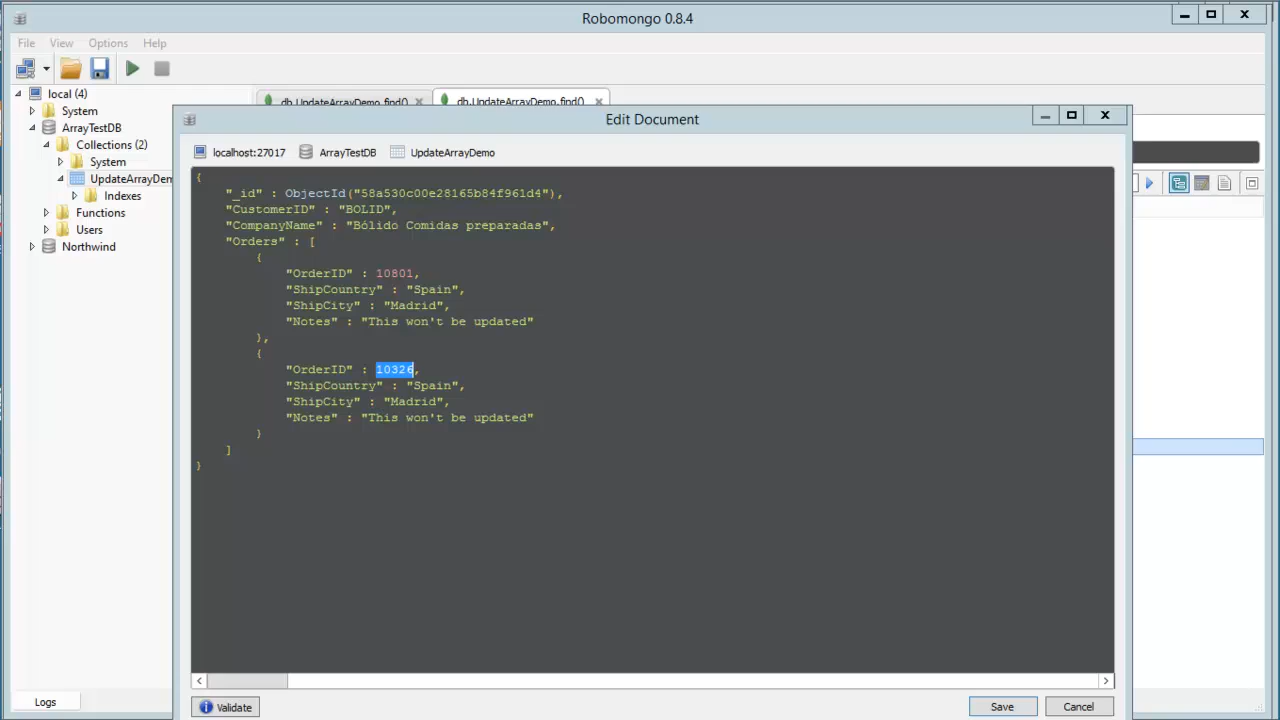 Robomongo 0.8.4
File View Options Help
local (4)
System
ArrayTestDB
Collections (2)
System
UpdateArrayDem
Indexes
Functions
Users
Northwind
db.UpdateArrayDemo.find()
db.UpdateArrayDemo.find()
Edit Document
localhost:27017 ArrayTestDB UpdateArrayDemo
{
"_id" : ObjectId("58a530c00e28165b84f961d4"),
"CustomerID" : "BOLID",
"CompanyName" : "Bólido Comidas preparadas",
"Orders" : [
{
"OrderID" : 10801,
"ShipCountry" : "Spain",
"ShipCity" : "Madrid",
"Notes" : "This won't be updated"
},
{
"OrderID" : 10326,
"ShipCountry" : "Spain",
"ShipCity" : "Madrid",
"Notes" : "This won't be updated"
}
]
}
Validate
Save
Cancel
Logs